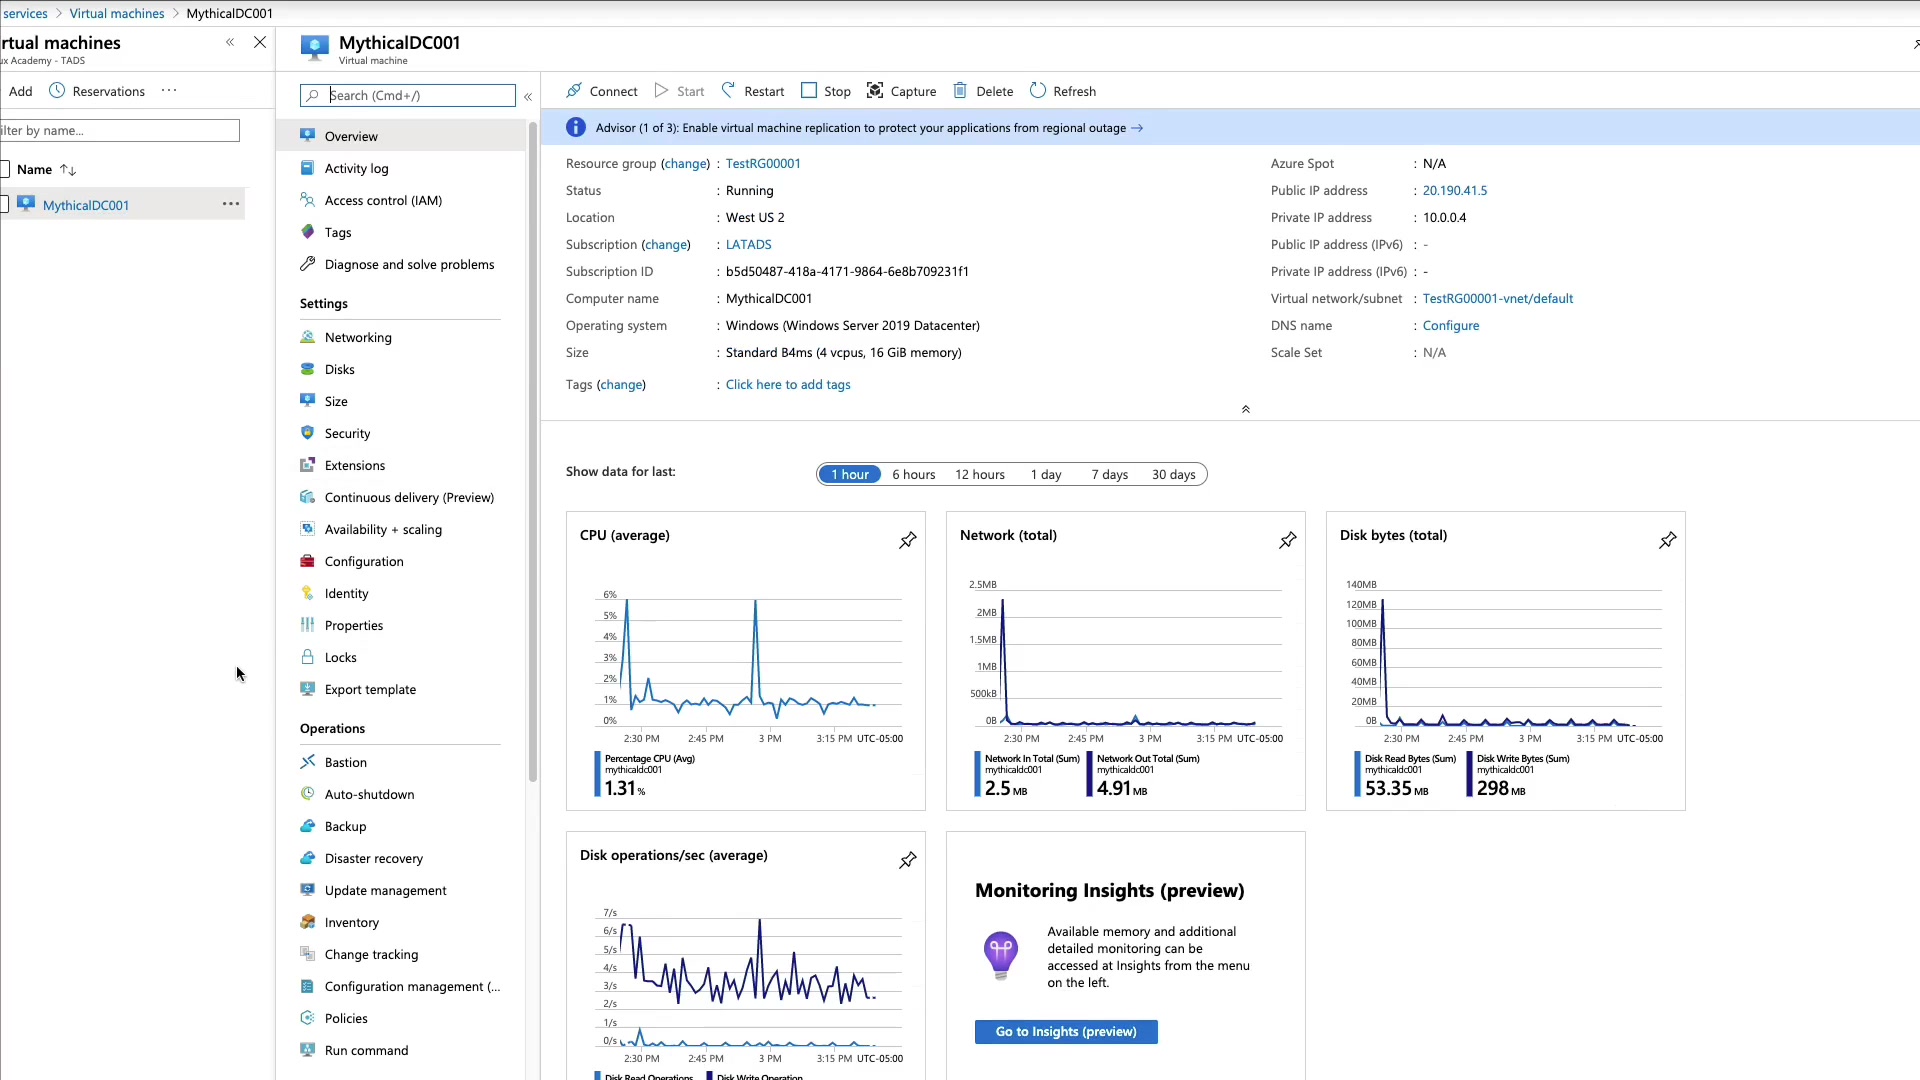 services > Virtual machines > MythicalDC001
rtual machines
ux Academy - TADS
Add
Reservations
ilter by name...
Name
MythicalDC001
MythicalDC001
Virtual machine
Search (Cmd+/)
Overview
Activity log
Access control (IAM)
Tags
Diagnose and solve problems
Settings
Networking
Disks
Size
Security
Extensions
Continuous delivery (Preview)
Availability + scaling
Configuration
Identity
Properties
Locks
Export template
Operations
Bastion
Auto-shutdown
Backup
Disaster recovery
Update management
Inventory
Change tracking
Configuration management (...
Policies
Run command
Connect Start Restart Stop Capture Delete Refresh
Advisor (1 of 3): Enable virtual machine replication to protect your applications from regional outage →
Resource group (change) : TestRG00001
Status : Running
Location : West US 2
Subscription (change) : LATADS
Subscription ID : b5d50487-418a-4171-9864-6e8b709231f1
Computer name : MythicalDC001
Operating system : Windows (Windows Server 2019 Datacenter)
Size : Standard B4ms (4 vcpus, 16 GiB memory)
Tags (change) : Click here to add tags
Azure Spot : N/A
Public IP address : 20.190.41.5
Private IP address : 10.0.0.4
Public IP address (IPv6) : -
Private IP address (IPv6) : -
Virtual network/subnet : TestRG00001-vnet/default
DNS name : Configure
Scale Set : N/A
Show data for last:
1 hour 6 hours 12 hours 1 day 7 days 30 days
CPU (average)
6%
5%
4%
3%
2%
1%
0%
2:30 PM 2:45 PM 3 PM 3:15 PM UTC-05:00
Percentage CPU (Avg)
mythicaldc001
1.31 %
Network (total)
2.5MB
2MB
1.5MB
1MB
500kB
0B
2:30 PM 2:45 PM 3 PM 3:15 PM UTC-05:00
Network In Total (Sum)
mythicaldc001
2.5 MB
Network Out Total (Sum)
mythicaldc001
4.91 MB
Disk bytes (total)
140MB
120MB
100MB
80MB
60MB
40MB
20MB
0B
2:30 PM 2:45 PM 3 PM 3:15 PM UTC-05:00
Disk Read Bytes (Sum)
mythicaldc001
53.35 MB
Disk Write Bytes (Sum)
mythicaldc001
298 MB
Disk operations/sec (average)
7/s
6/s
5/s
4/s
3/s
2/s
1/s
0/s
2:30 PM 2:45 PM 3 PM 3:15 PM UTC-05:00
Disk Read Operations
Disk Write Operation
Monitoring Insights (preview)
Available memory and additional
detailed monitoring can be
accessed at Insights from the menu
on the left.
Go to Insights (preview)